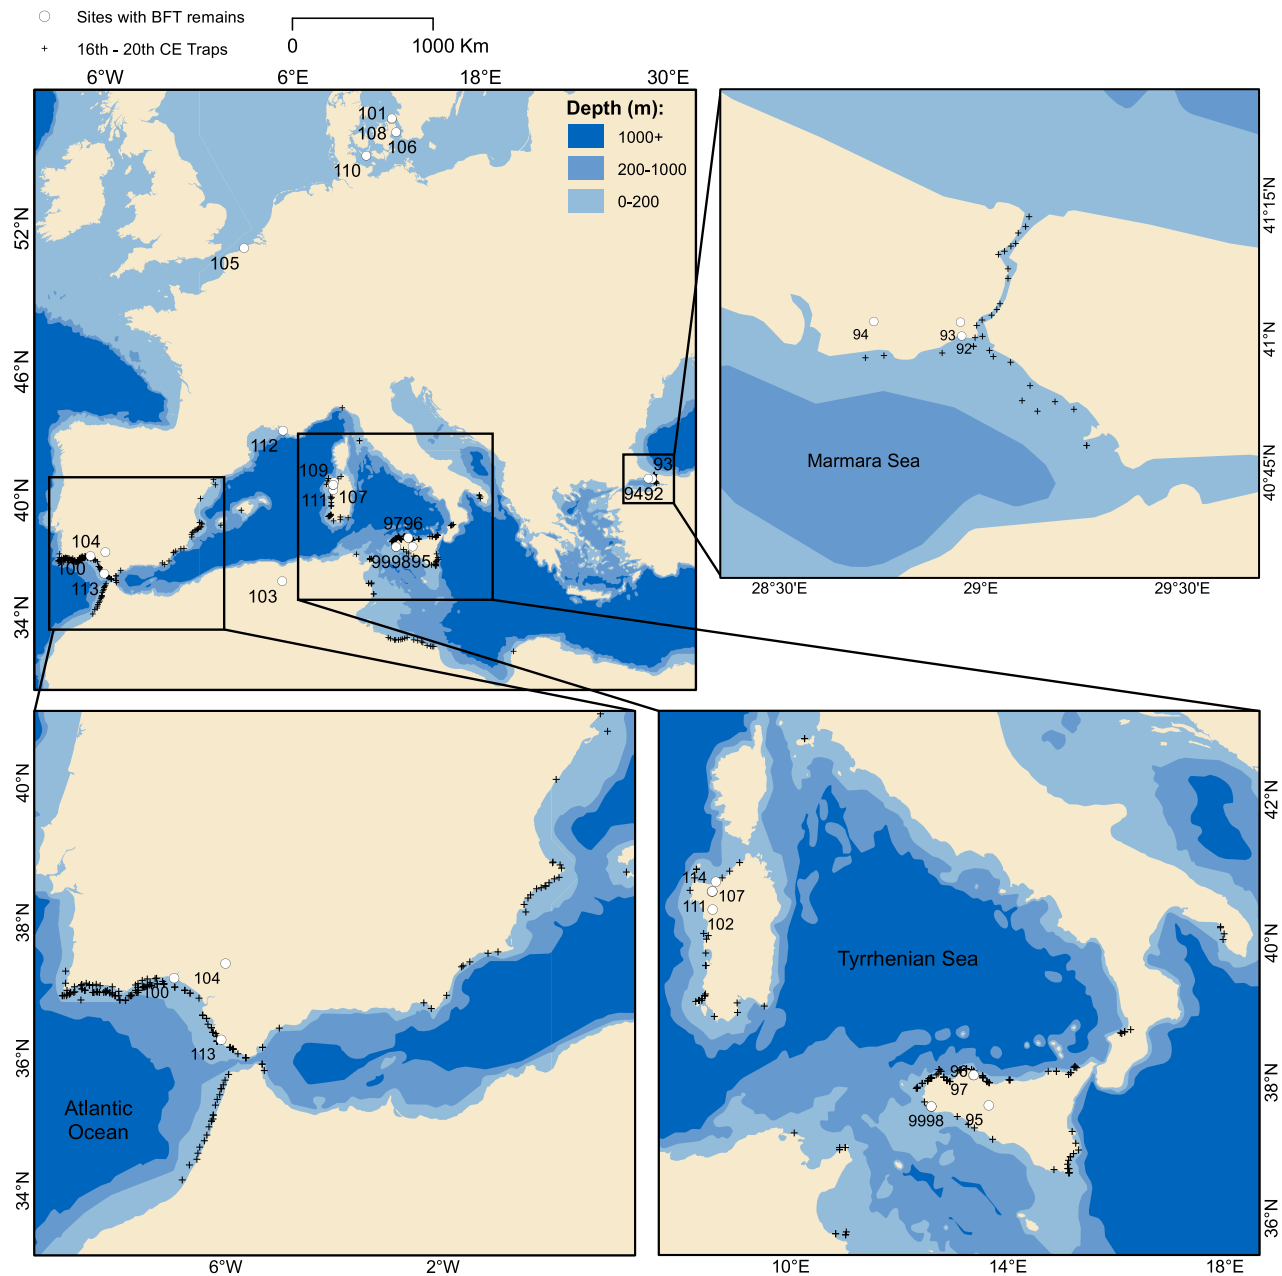 Sites with BFT remains
16th - 20th CE Traps
0
1000 Km
6°W
6°E
18°E
30°E
52°N
46°N
40°N
34°N
Depth (m):
1000+
200-1000
0-200
101
108
106
110
105
112
109
107
111
9796
999895
103
104
100
113
93
9492
94
93
92
Marmara Sea
41°15'N
41°N
40°45'N
28°30'E
29°E
29°30'E
40°N
38°N
36°N
34°N
104
100
113
Atlantic
Ocean
6°W
2°W
114
107
111
102
Tyrrhenian Sea
96
97
9998
95
42°N
40°N
38°N
36°N
10°E
14°E
18°E